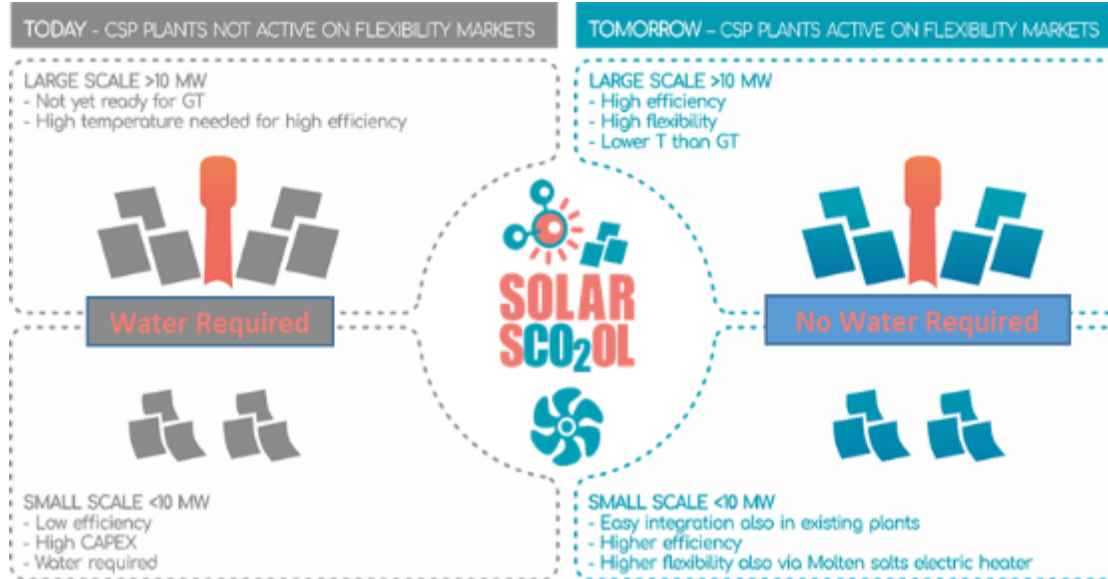 TODAY - CSP PLANTS NOT ACTIVE ON FLEXIBILITY MARKETS
LARGE SCALE >10 MW
- Not yet ready for GT
- High temperature needed for high efficiency
Water Required
SMALL SCALE <10 MW
- Low efficiency
- High CAPEX
- Water required
SOLAR
SCO₂OL
TOMORROW – CSP PLANTS ACTIVE ON FLEXIBILITY MARKETS
LARGE SCALE >10 MW
- High efficiency
- High flexibility
- Lower T than GT
No Water Required
SMALL SCALE <10 MW
- Easy integration also in existing plants
- Higher efficiency
- Higher flexibility also via Molten salts electric heater